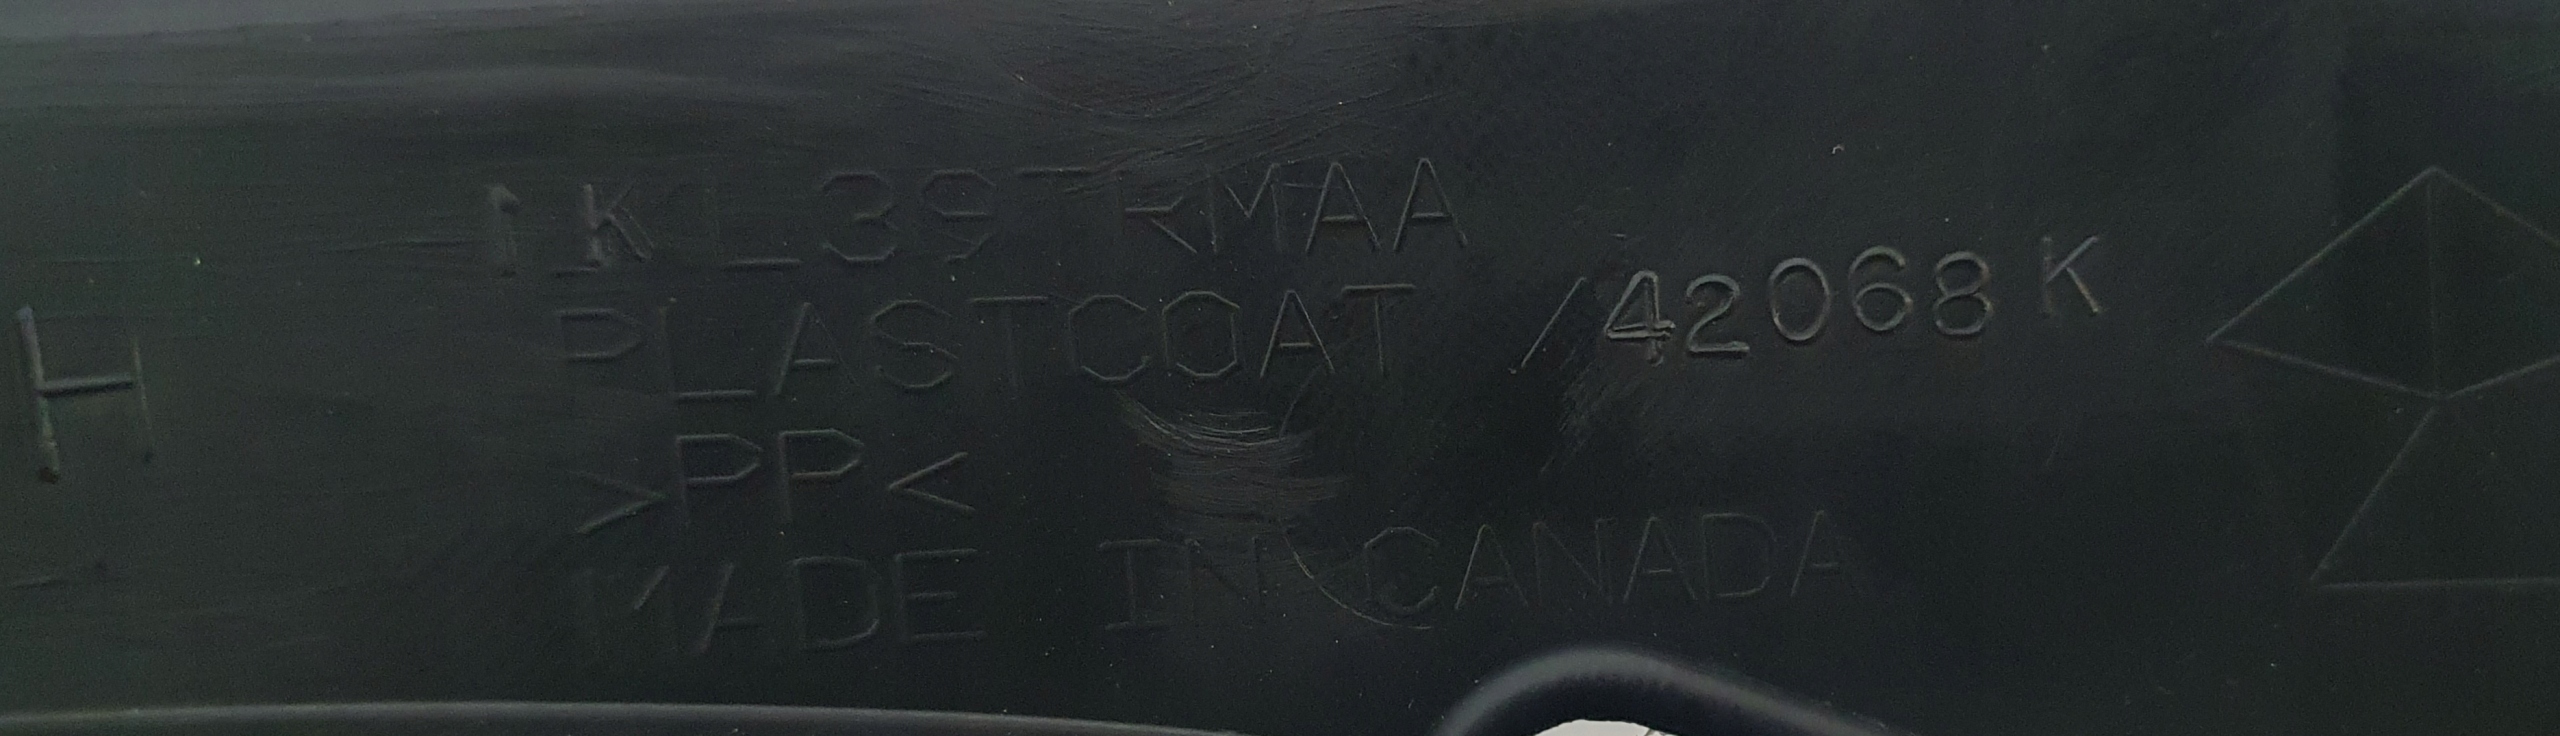 H
1KL39TRMAA
PLASTCOAT / 42068 K
>PP<
MADE IN CANADA